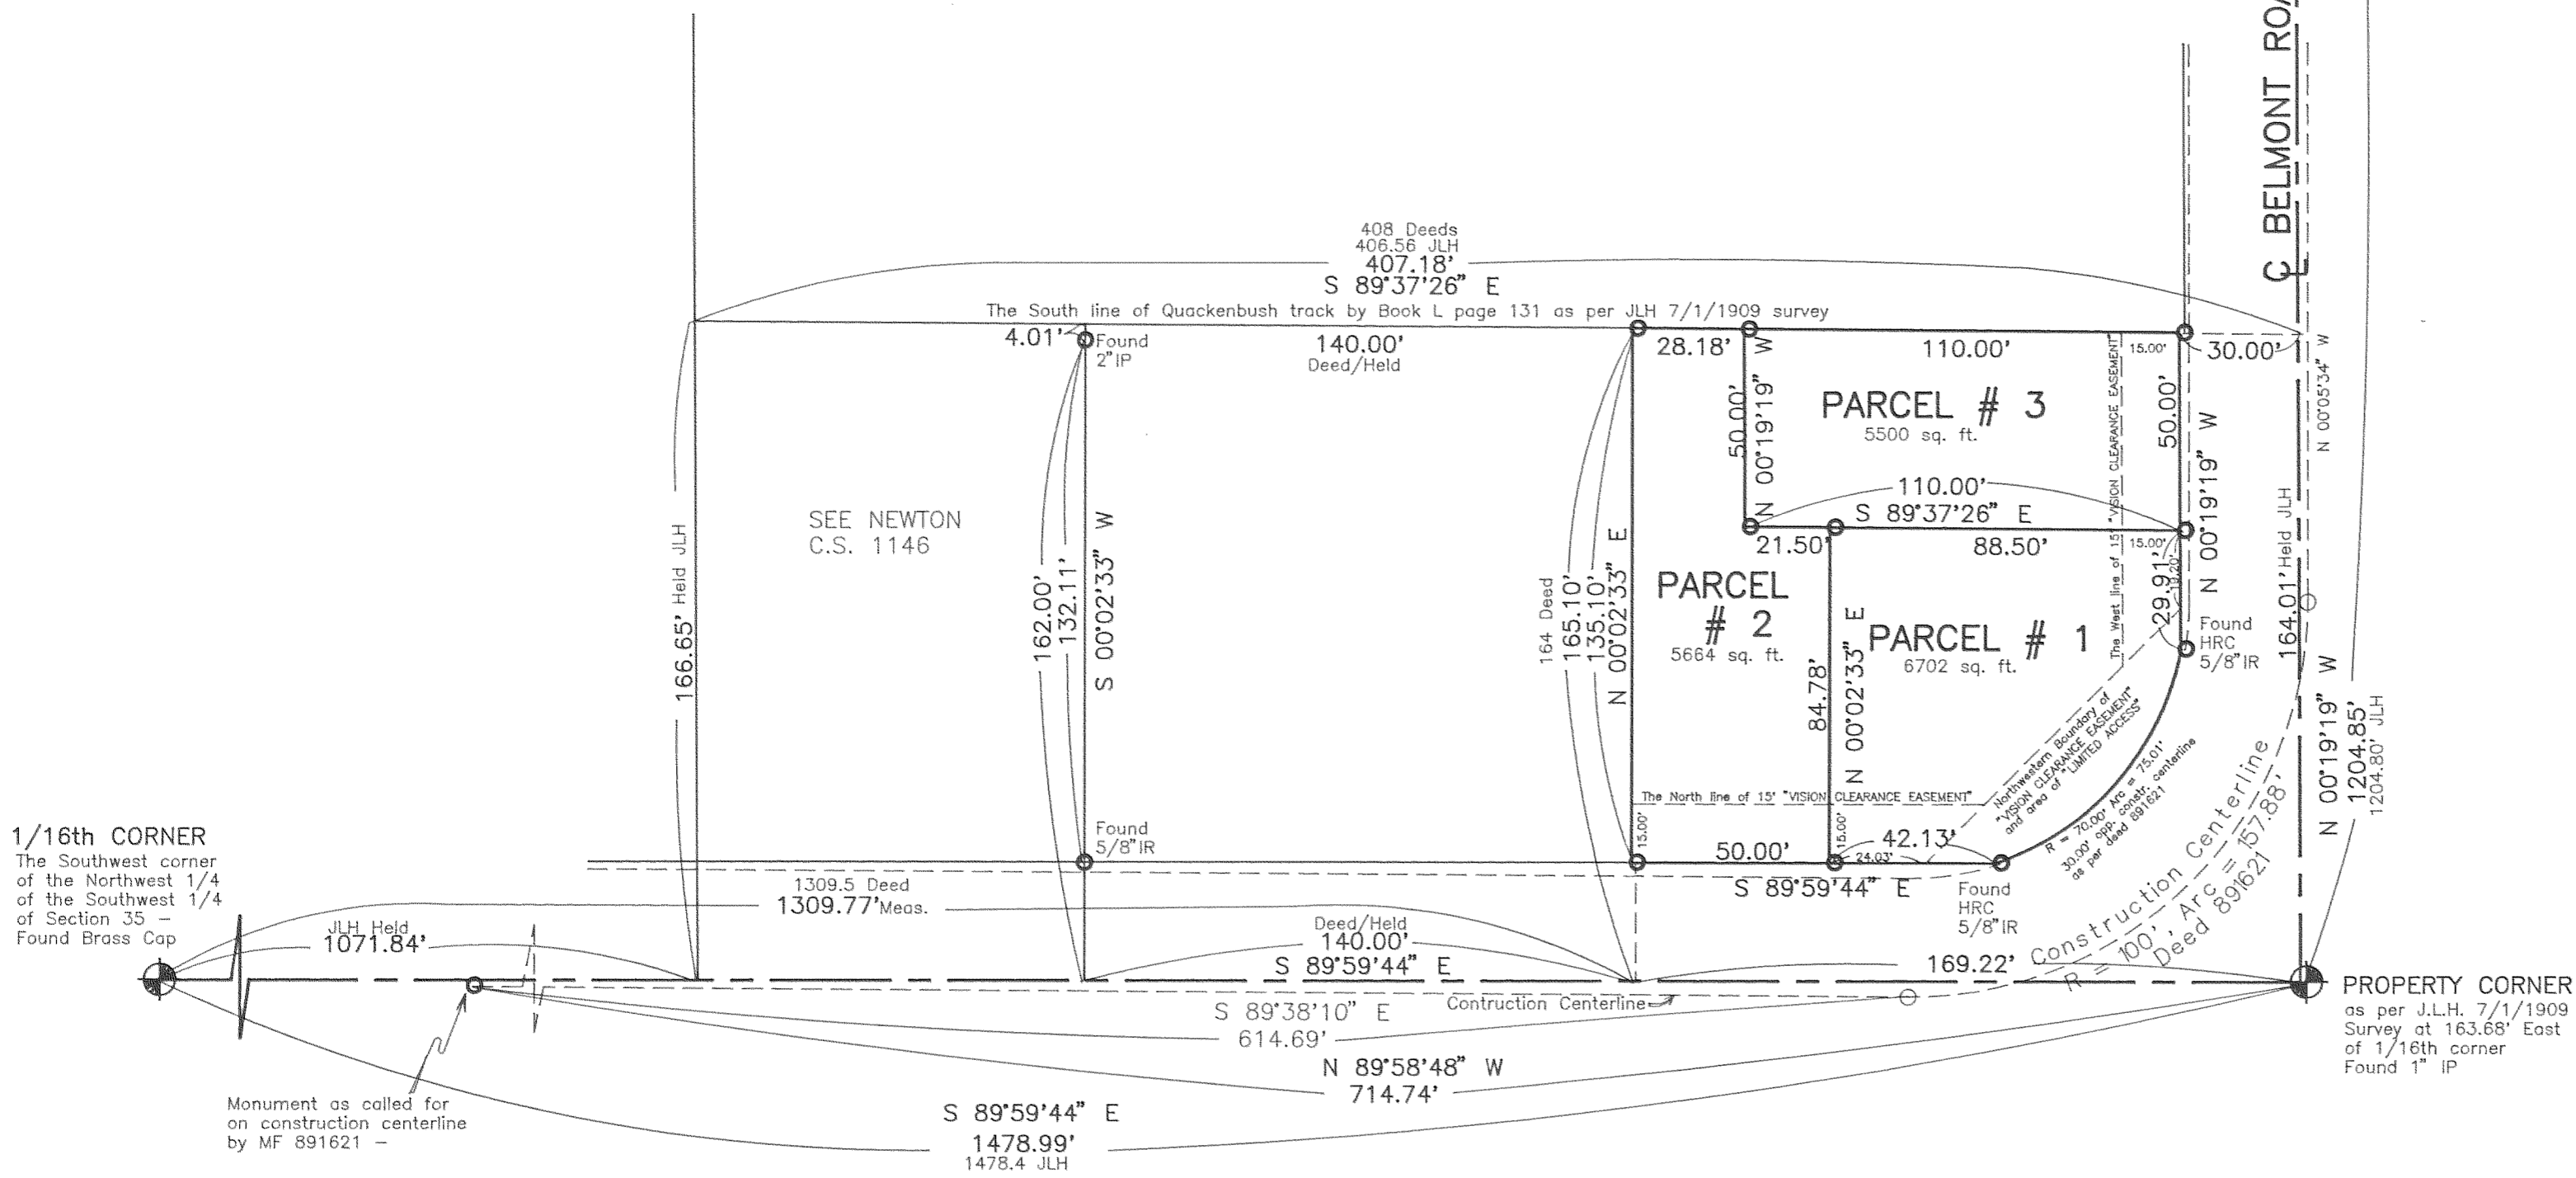 C BELMONT ROA
408 Deeds
406.56 JLH
407.18'
S 89°37'26" E
The South line of Quackenbush track by Book L page 131 as per JLH 7/1/1909 survey
4.01'
Found
2"IP
140.00'
Deed/Held
28.18'
110.00'
15.00'
30.00'
N 00°05'34" W
50.00'
N 00°19'19" W
PARCEL # 3
5500 sq. ft.
50.00'
N 00°19'19" W
The West line of 15' "VISION CLEARANCE EASEMENT"
110.00'
S 89°37'26" E
21.50'
88.50'
15.00'
166.65' Held JLH
SEE NEWTON
C.S. 1146
162.00'
132.11'
S 00°02'33" W
164 Deed
165.10'
135.10'
N 00°02'33" E
PARCEL
# 2
5664 sq. ft.
84.78'
N 00°02'33" E
PARCEL # 1
6702 sq. ft.
29.91'
Found
HRC
5/8"IR
164.01' Held JLH
N 00°19'19" W
1204.85'
1204.80' JLH
Northwestern Boundary of
"VISION CLEARANCE EASEMENT"
and area of "LIMITED ACCESS"
R = 70.00' Arc = 75.01'
30.00' opp. constr. centerline
as per deed 891621
The North line of 15' "VISION CLEARANCE EASEMENT"
15.00'
15.00'
Found
5/8"IR
50.00'
42.13'
24.03'
S 89°59'44" E
Found
HRC
5/8"IR
Construction Centerline
R = 100', Arc = 157.88'
Deed 891621
1/16th CORNER
The Southwest corner
of the Northwest 1/4
of the Southwest 1/4
of Section 35 –
Found Brass Cap
1309.5 Deed
1309.77'Meas.
JLH Held
1071.84'
Deed/Held
140.00'
S 89°59'44" E
169.22'
Contruction Centerline
S 89°38'10" E
614.69'
N 89°58'48" W
714.74'
S 89°59'44" E
1478.99'
1478.4 JLH
Monument as called for
on construction centerline
by MF 891621 –
PROPERTY CORNER
as per J.L.H. 7/1/1909
Survey at 163.68' East
of 1/16th corner
Found 1" IP